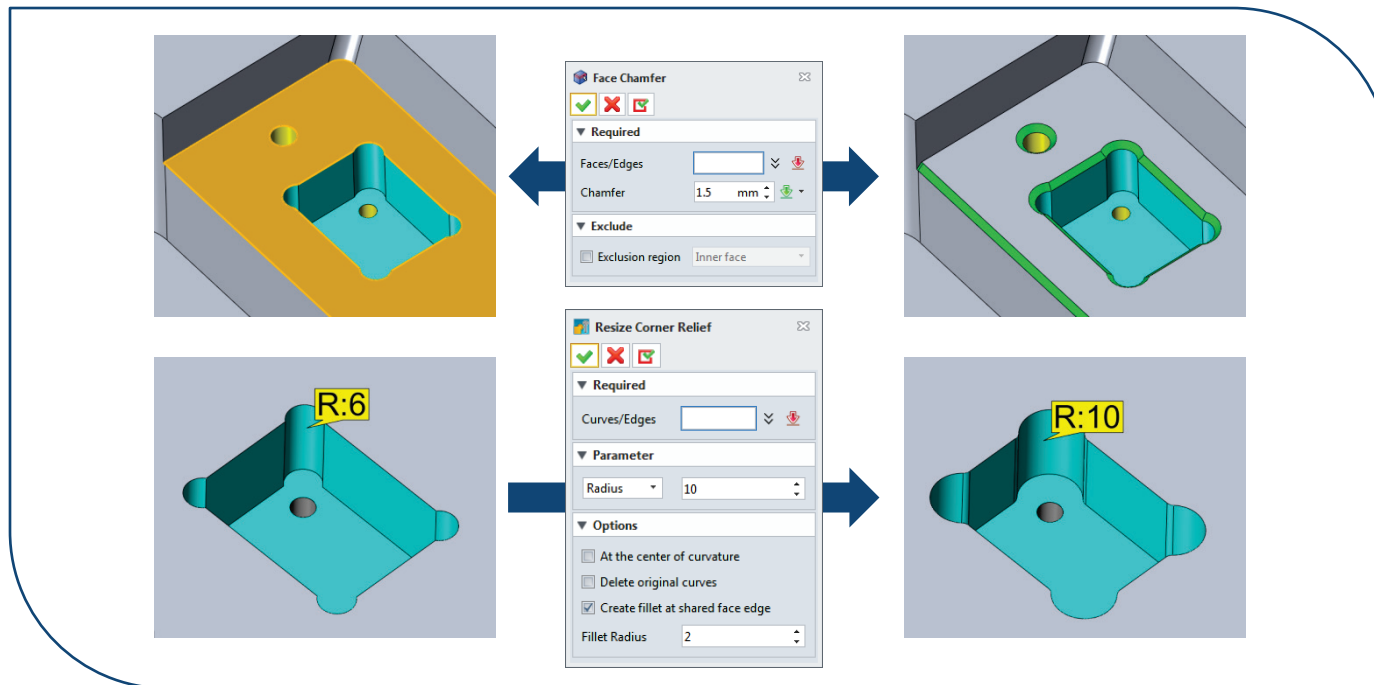 Face Chamfer
Required
Faces/Edges
Chamfer 1.5 mm
Exclude
Exclusion region Inner face
R:6
Resize Corner Relief
Required
Curves/Edges
Parameter
Radius 10
Options
At the center of curvature
Delete original curves
Create fillet at shared face edge
Fillet Radius 2
R:10